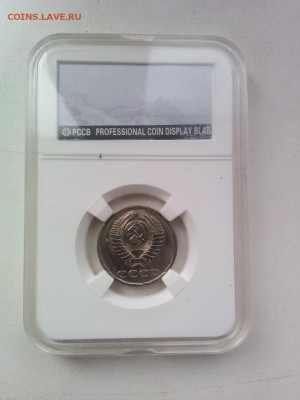 COINS.LAVE.RU
PCCB PROFESSIONAL COIN DISPLAY SLAB
СССР